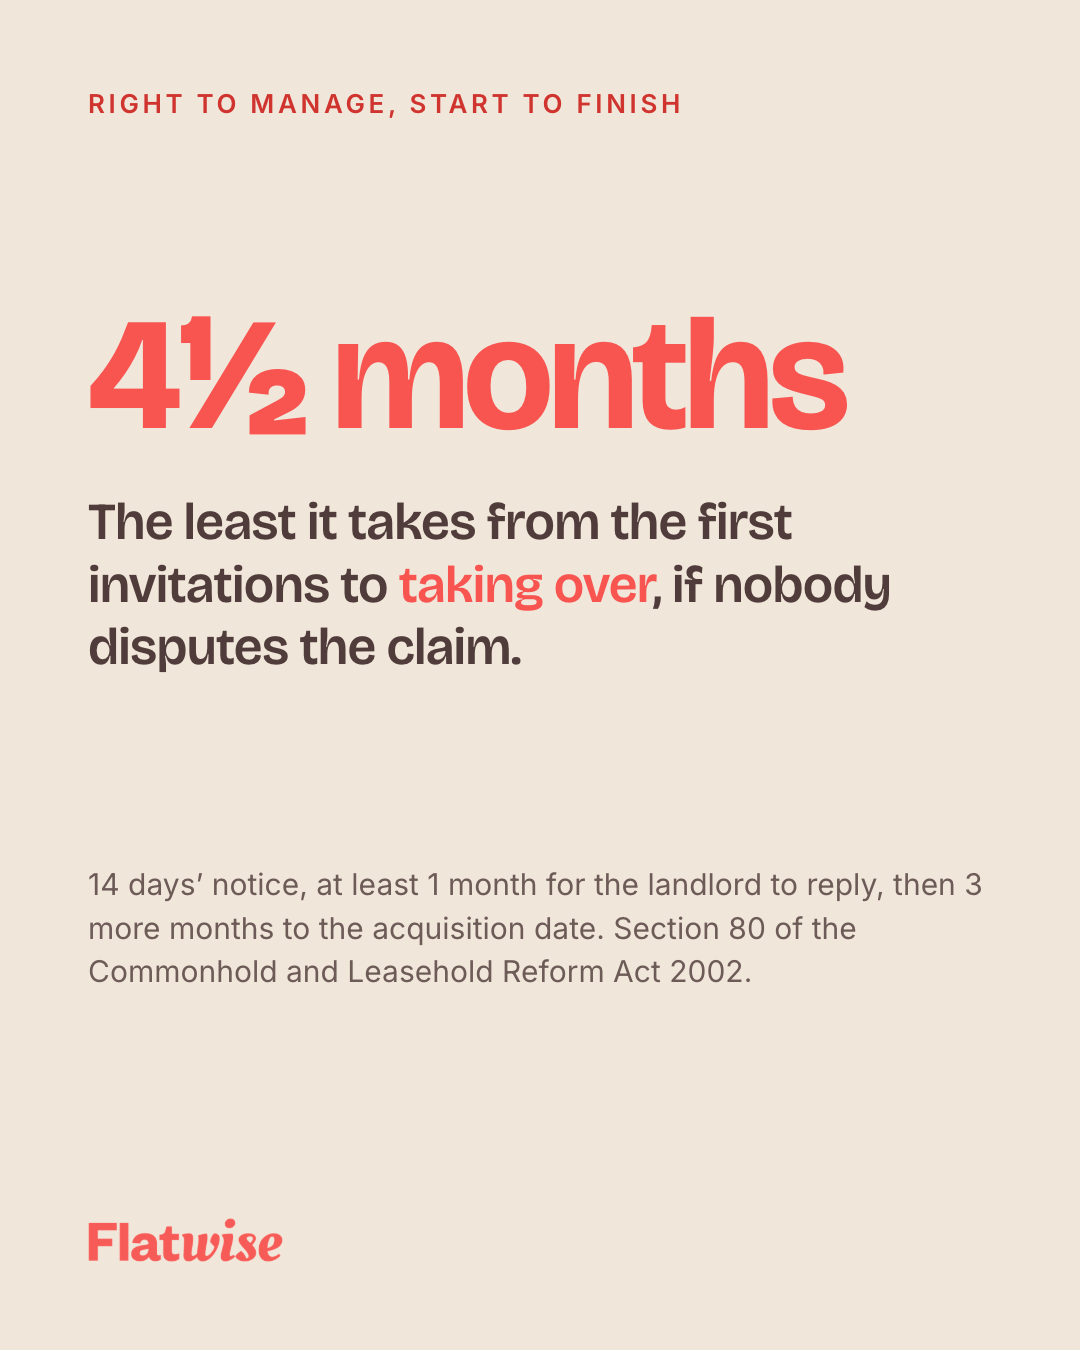 RIGHT TO MANAGE, START TO FINISH
4½ months
The least it takes from the first
invitations to taking over, if nobody
disputes the claim.
14 days’ notice, at least 1 month for the landlord to reply, then 3
more months to the acquisition date. Section 80 of the
Commonhold and Leasehold Reform Act 2002.
Flatwise